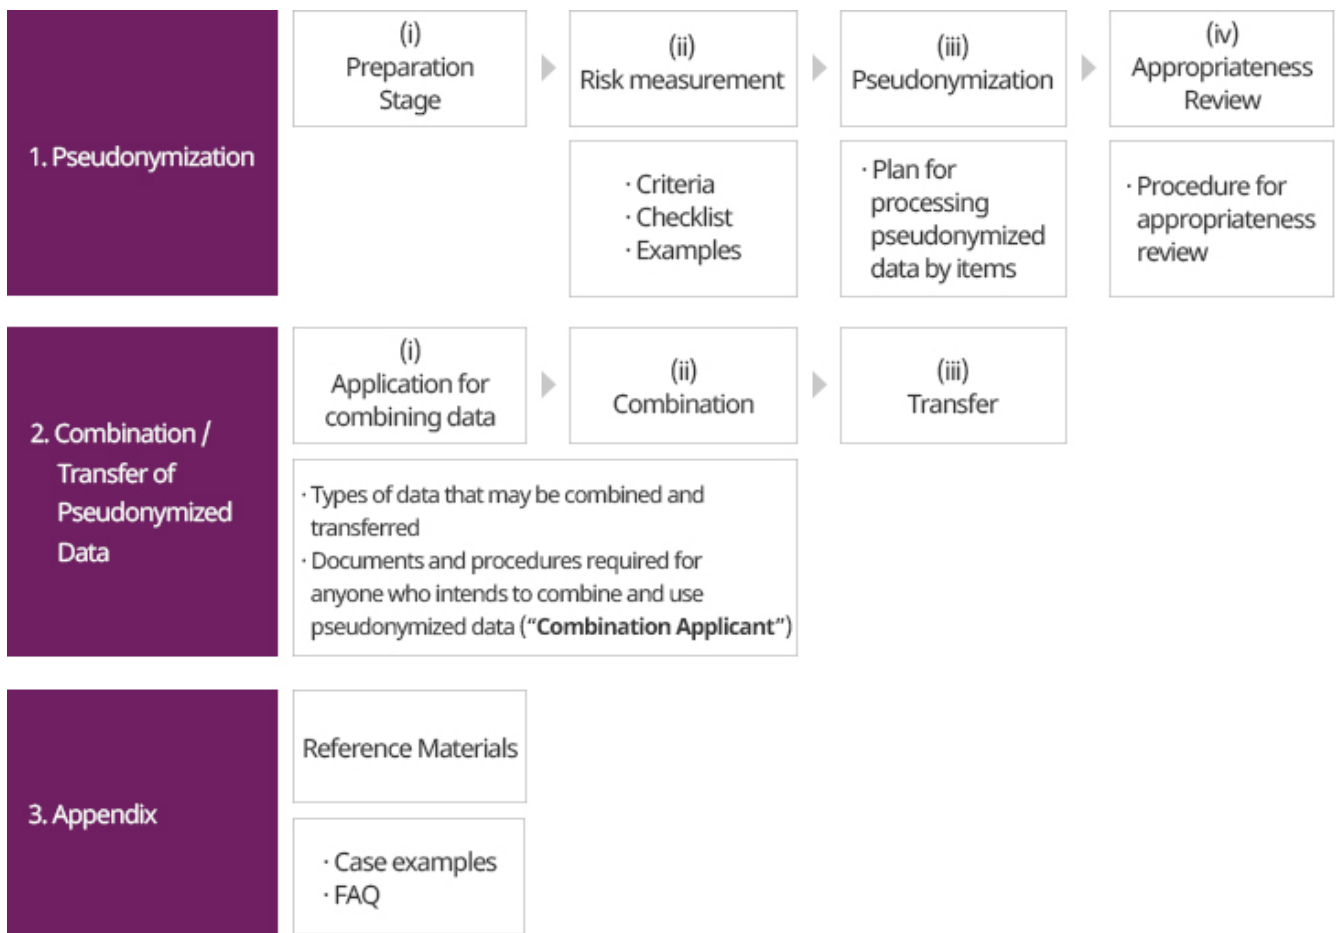 1. Pseudonymization
(i)
Preparation
Stage
(ii)
Risk measurement
(iii)
Pseudonymization
(iv)
Appropriateness
Review
· Criteria
· Checklist
· Examples
· Plan for
processing
pseudonymized
data by items
· Procedure for
appropriateness
review
2. Combination /
Transfer of
Pseudonymized
Data
(i)
Application for
combining data
(ii)
Combination
(iii)
Transfer
· Types of data that may be combined and
transferred
· Documents and procedures required for
anyone who intends to combine and use
pseudonymized data (“Combination Applicant”)
3. Appendix
Reference Materials
· Case examples
· FAQ